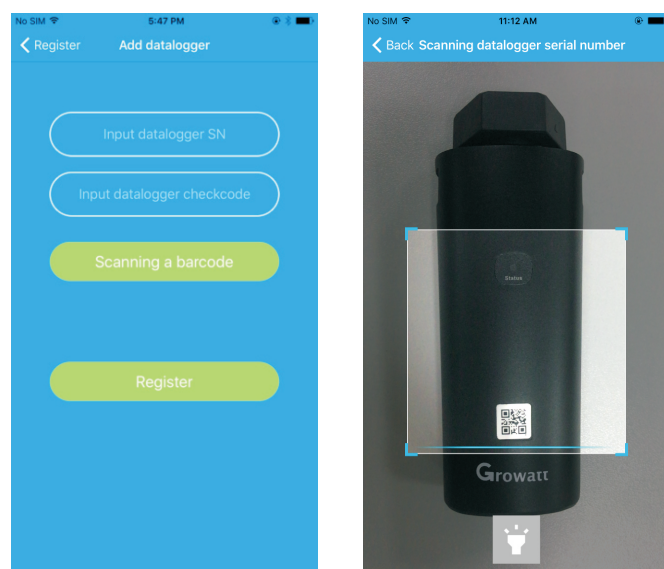 No SIM 5:47 PM
Register Add datalogger
Input datalogger SN
Input datalogger checkcode
Scanning a barcode
Register
No SIM 11:12 AM
Back Scanning datalogger serial number
Status
Growatt